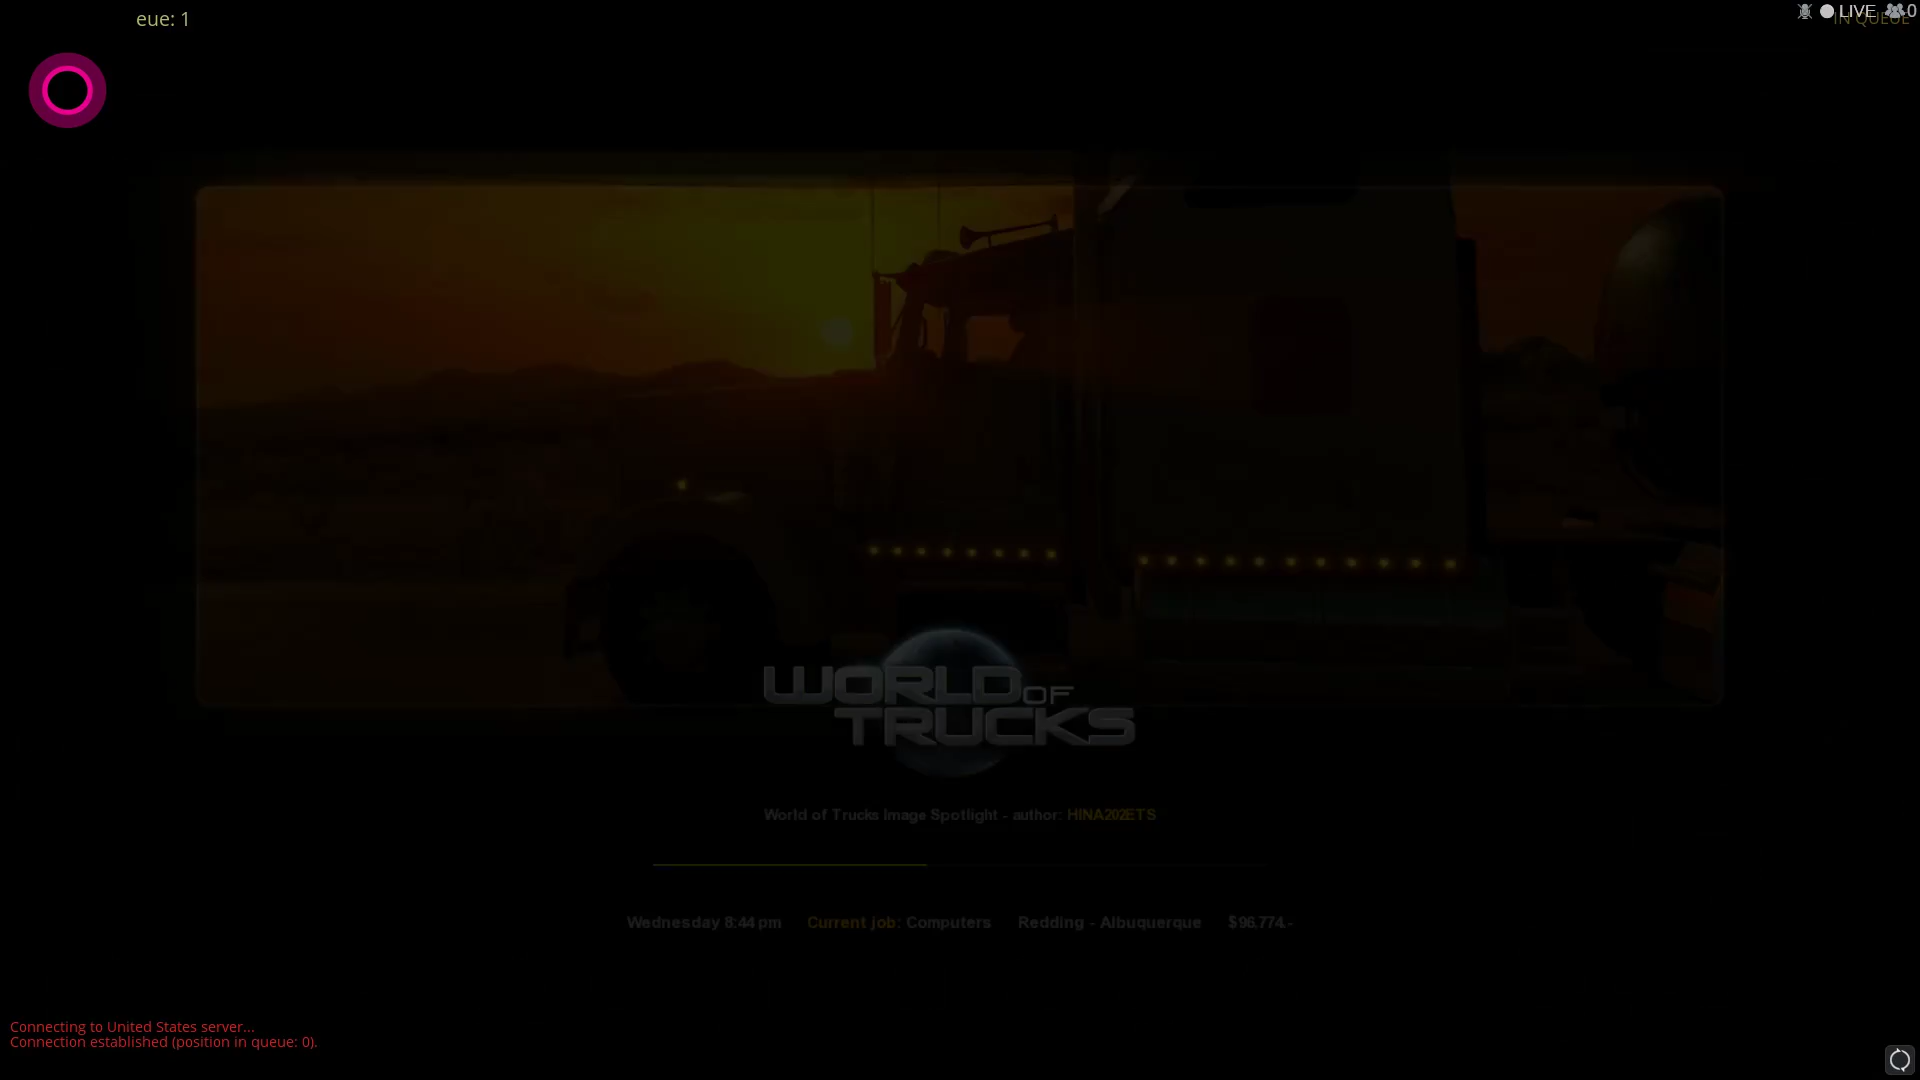 eue: 1
LIVE 0
IN QUEUE
WORLD OF
TRUCKS
World of Trucks Image Spotlight - author: HINA202ETS
Wednesday 8:44 pm Current job: Computers Redding - Albuquerque $96.774.-
Connecting to United States server...
Connection established (position in queue: 0).